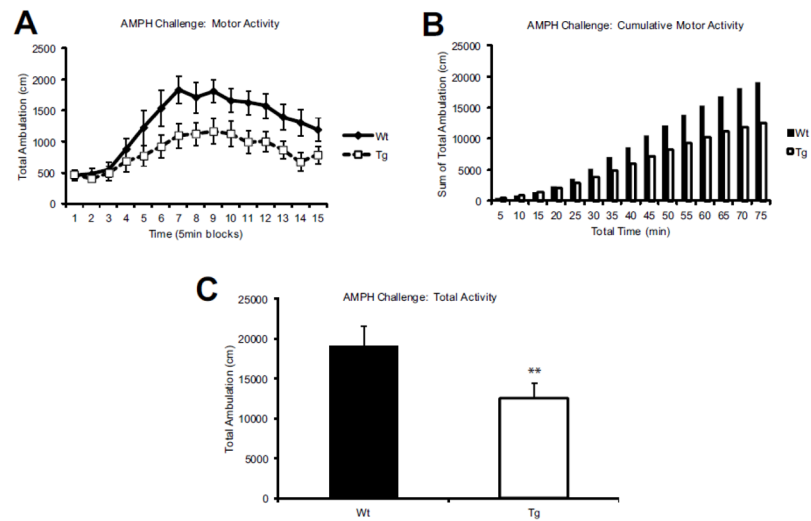 A
AMPH Challenge: Motor Activity
2500
2000
1500
1000
500
0
Total Ambulation (cm)
1 2 3 4 5 6 7 8 9 10 11 12 13 14 15
Time (5min blocks)
Wt
Tg
B
AMPH Challenge: Cumulative Motor Activity
25000
20000
15000
10000
5000
0
Sum of Total Ambulation (cm)
5 10 15 20 25 30 35 40 45 50 55 60 65 70 75
Total Time (min)
Wt
Tg
C
AMPH Challenge: Total Activity
25000
20000
15000
10000
5000
0
Total Ambulation (cm)
**
Wt Tg